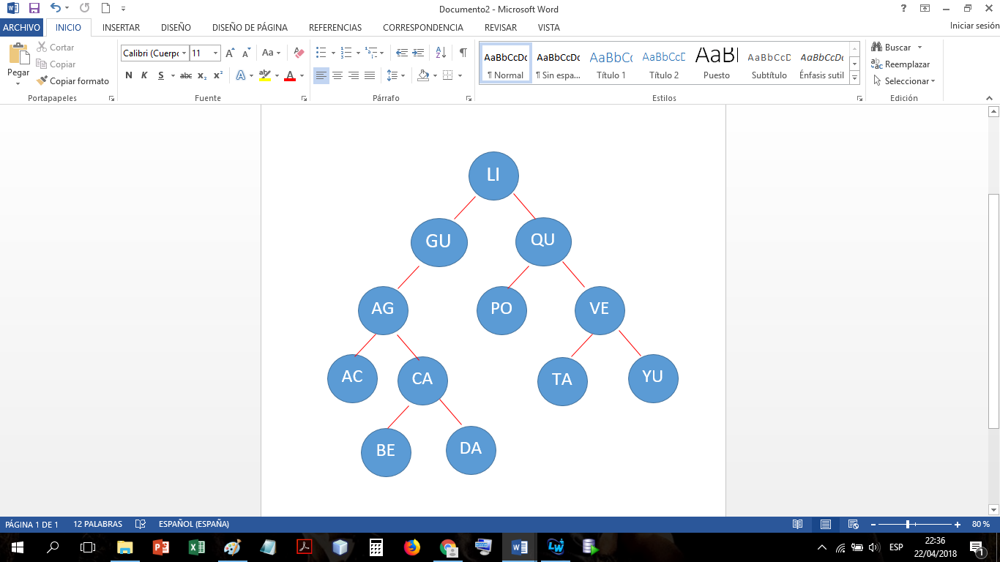 Documento2 - Microsoft Word
ARCHIVO INICIO INSERTAR DISEÑO DISEÑO DE PÁGINA REFERENCIAS CORRESPONDENCIA REVISAR VISTA Iniciar sesión
Pegar
Cortar
Copiar
Copiar formato
Portapapeles
Calibri (Cuerpo 11
N K S abc x₂ x²
Fuente
Párrafo
AaBbCcDc AaBbCcDc AaBbCc AaBbCcD AaBl AaBbCcD AaBbCcDc
¶ Normal ¶ Sin espa... Título 1 Título 2 Puesto Subtítulo Énfasis sutil
Estilos
Buscar
Reemplazar
Seleccionar
Edición
LI
GU QU
AG PO VE
AC CA TA YU
BE DA
PÁGINA 1 DE 1 12 PALABRAS ESPAÑOL (ESPAÑA) 80 %
ESP 22:36
22/04/2018 1